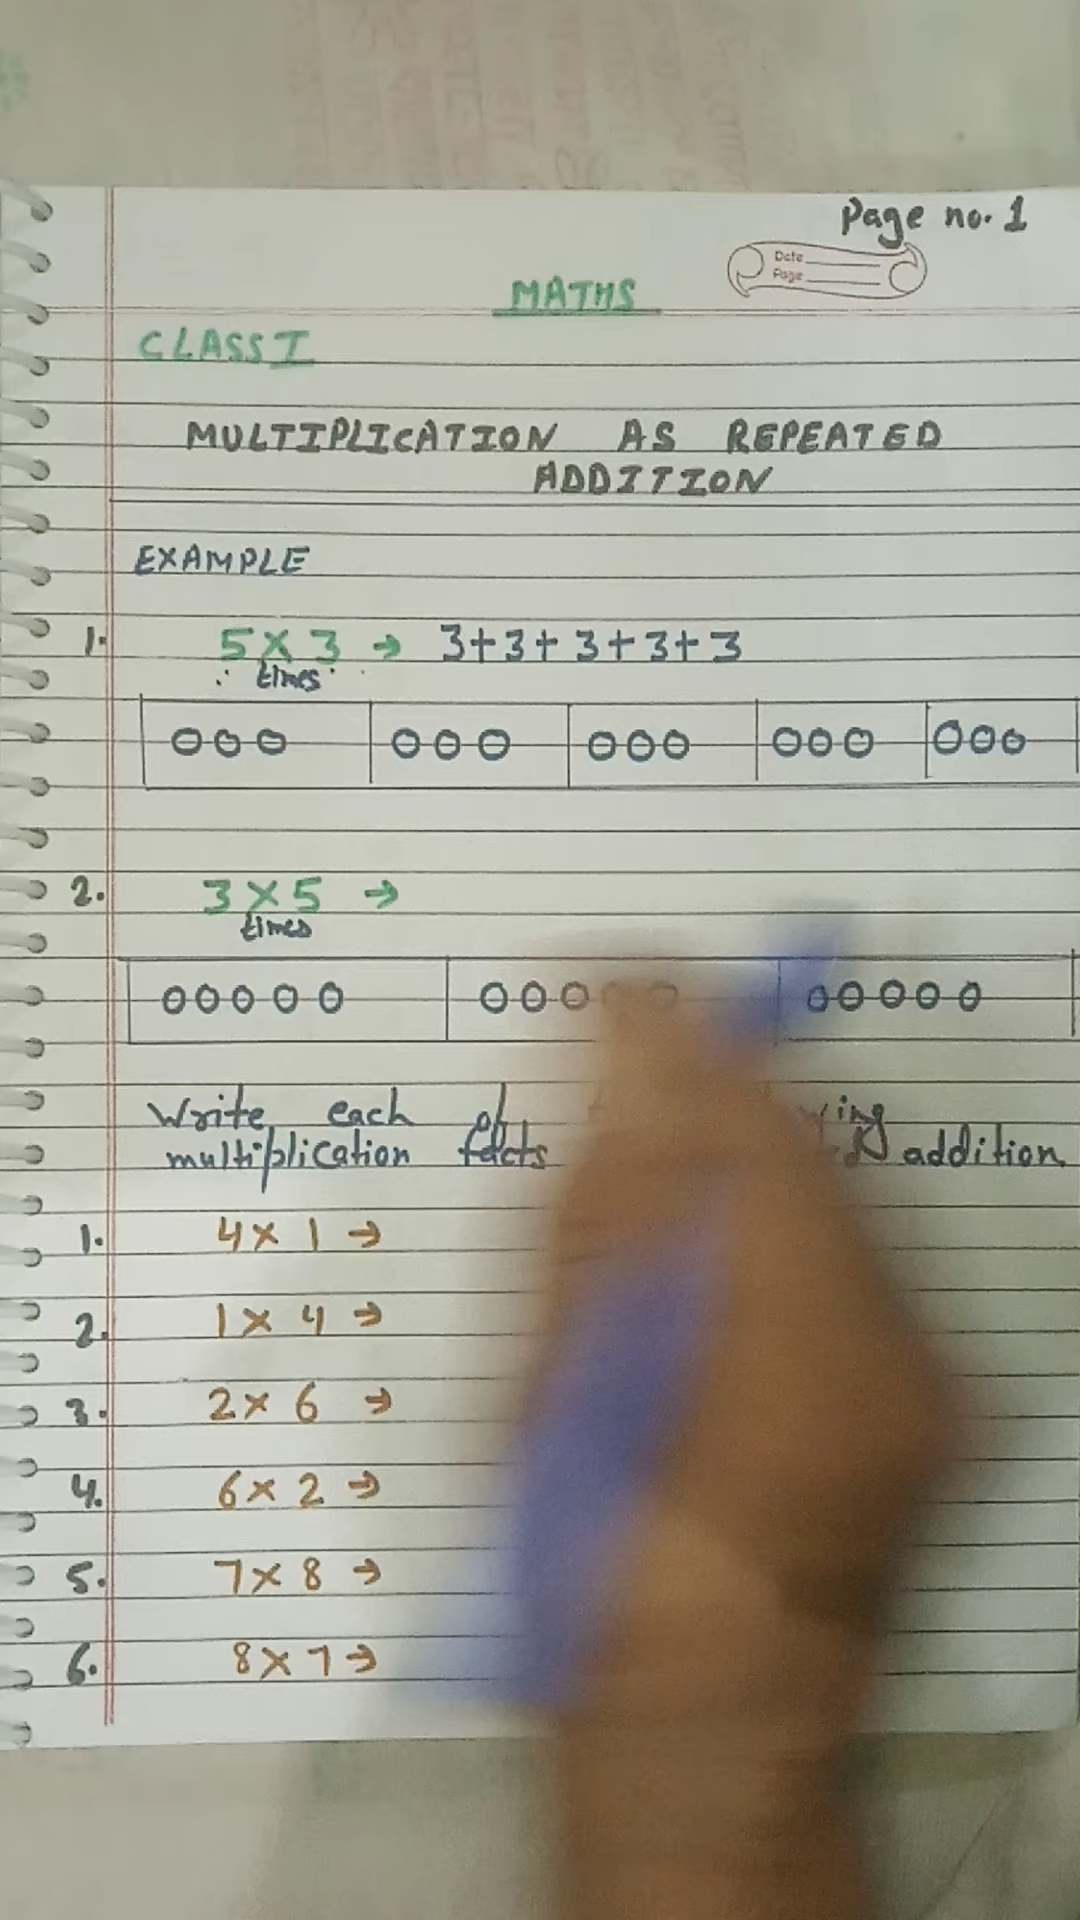 Page no. 1
Date
Page
MATHS
CLASS I
MULTIPLICATION AS REPEATED
ADDITION
EXAMPLE
1. 5 X 3 → 3+3+3+3+3
times
2. 3 X 5 →
times
Write each of
multiplication facts addition
1. 4 x 1 →
2. 1 x 4 →
3. 2 x 6 →
4. 6 x 2 →
5. 7 x 8 →
6. 8 x 7 →